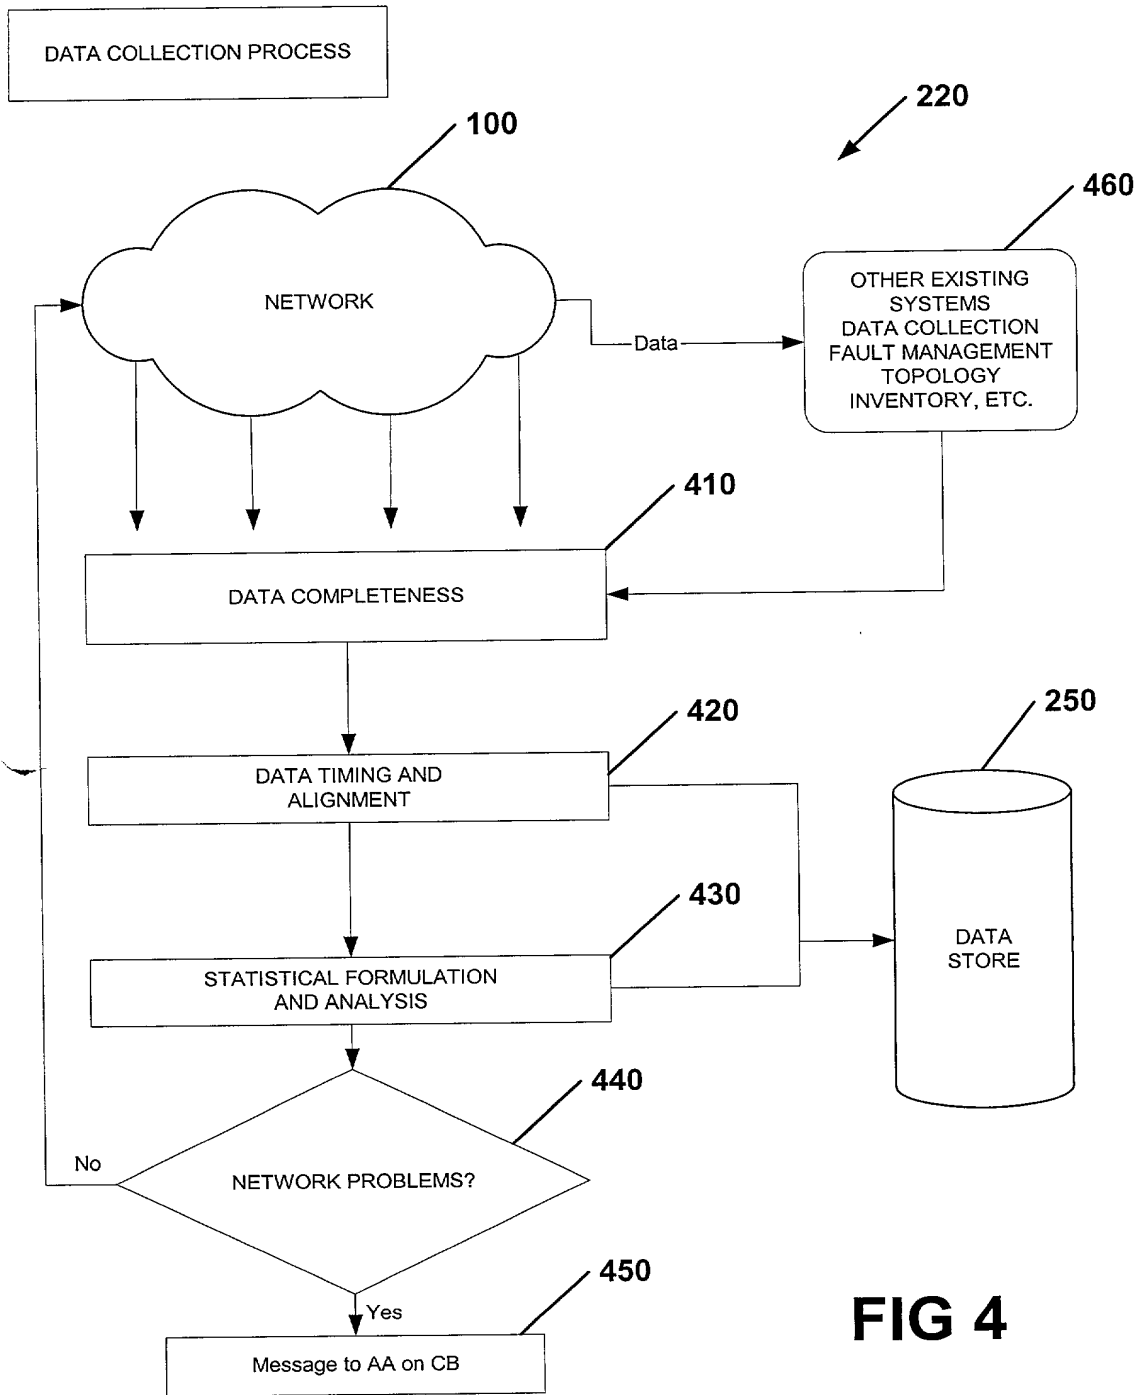 DATA COLLECTION PROCESS
220
100
460
NETWORK
OTHER EXISTING
SYSTEMS
DATA COLLECTION
FAULT MANAGEMENT
TOPOLOGY
INVENTORY, ETC.
Data
410
DATA COMPLETENESS
420
250
DATA TIMING AND
ALIGNMENT
430
DATA
STORE
STATISTICAL FORMULATION
AND ANALYSIS
440
No
NETWORK PROBLEMS?
450
Yes
Message to AA on CB
FIG 4